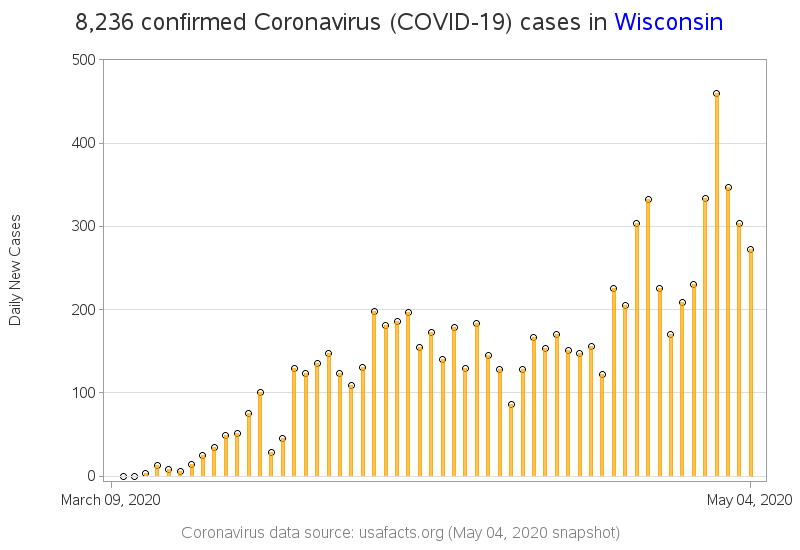 8,236 confirmed Coronavirus (COVID-19) cases in Wisconsin
500
400
300
200
100
0
Daily New Cases
March 09, 2020
May 04, 2020
Coronavirus data source: usafacts.org (May 04, 2020 snapshot)